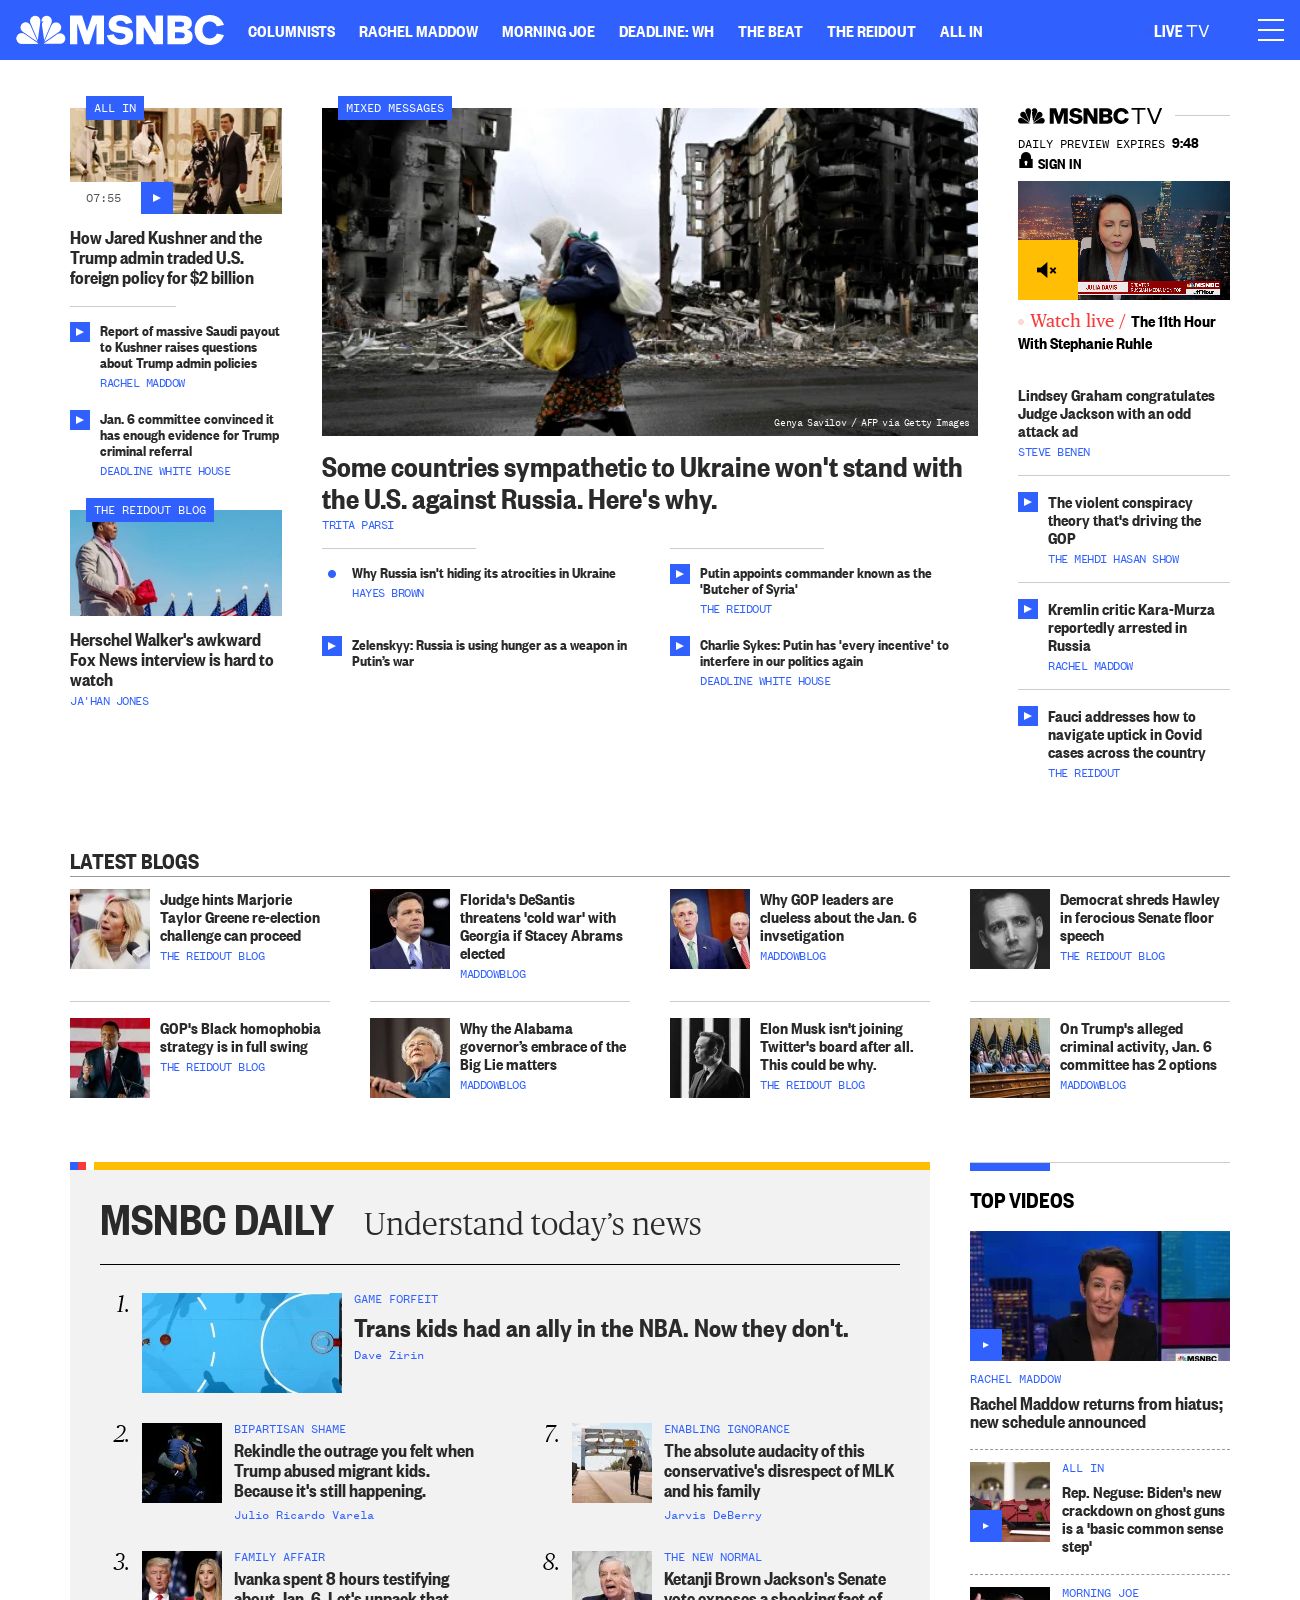 MSNBC
COLUMNISTS
RACHEL MADDOW
MORNING JOE
DEADLINE: WH
THE BEAT
THE REIDOUT
ALL IN
LIVE TV
ALL IN
07:55
How Jared Kushner and the
Trump admin traded U.S.
foreign policy for $2 billion
Report of massive Saudi payout
to Kushner raises questions
about Trump admin policies
RACHEL MADDOW
Jan. 6 committee convinced it
has enough evidence for Trump
criminal referral
DEADLINE WHITE HOUSE
THE REIDOUT BLOG
Herschel Walker's awkward
Fox News interview is hard to
watch
JA'HAN JONES
MIXED MESSAGES
Genya Savilov / AFP via Getty Images
Some countries sympathetic to Ukraine won't stand with
the U.S. against Russia. Here's why.
TRITA PARSI
Why Russia isn't hiding its atrocities in Ukraine
HAYES BROWN
Putin appoints commander known as the
'Butcher of Syria'
THE REIDOUT
Zelenskyy: Russia is using hunger as a weapon in
Putin’s war
Charlie Sykes: Putin has 'every incentive' to
interfere in our politics again
DEADLINE WHITE HOUSE
MSNBC TV
DAILY PREVIEW EXPIRES 9:48
SIGN IN
JULIA DAVIS
MSNBC
Watch live / The 11th Hour
With Stephanie Ruhle
Lindsey Graham congratulates
Judge Jackson with an odd
attack ad
STEVE BENEN
The violent conspiracy
theory that's driving the
GOP
THE MEHDI HASAN SHOW
Kremlin critic Kara-Murza
reportedly arrested in
Russia
RACHEL MADDOW
Fauci addresses how to
navigate uptick in Covid
cases across the country
THE REIDOUT
LATEST BLOGS
Judge hints Marjorie
Taylor Greene re-election
challenge can proceed
THE REIDOUT BLOG
Florida's DeSantis
threatens 'cold war' with
Georgia if Stacey Abrams
elected
MADDOWBLOG
Why GOP leaders are
clueless about the Jan. 6
invsetigation
MADDOWBLOG
Democrat shreds Hawley
in ferocious Senate floor
speech
THE REIDOUT BLOG
GOP's Black homophobia
strategy is in full swing
THE REIDOUT BLOG
Why the Alabama
governor’s embrace of the
Big Lie matters
MADDOWBLOG
Elon Musk isn't joining
Twitter's board after all.
This could be why.
THE REIDOUT BLOG
On Trump's alleged
criminal activity, Jan. 6
committee has 2 options
MADDOWBLOG
MSNBC DAILY
Understand today’s news
1.
GAME FORFEIT
Trans kids had an ally in the NBA. Now they don't.
Dave Zirin
2.
BIPARTISAN SHAME
Rekindle the outrage you felt when
Trump abused migrant kids.
Because it's still happening.
Julio Ricardo Varela
3.
FAMILY AFFAIR
Ivanka spent 8 hours testifying
about Jan. 6. Let's unpack that.
7.
ENABLING IGNORANCE
The absolute audacity of this
conservative's disrespect of MLK
and his family
Jarvis DeBerry
8.
THE NEW NORMAL
Ketanji Brown Jackson's Senate
vote exposes a shocking fact of
TOP VIDEOS
MSNBC
RACHEL MADDOW
Rachel Maddow returns from hiatus;
new schedule announced
ALL IN
Rep. Neguse: Biden's new
crackdown on ghost guns
is a 'basic common sense
step'
MORNING JOE